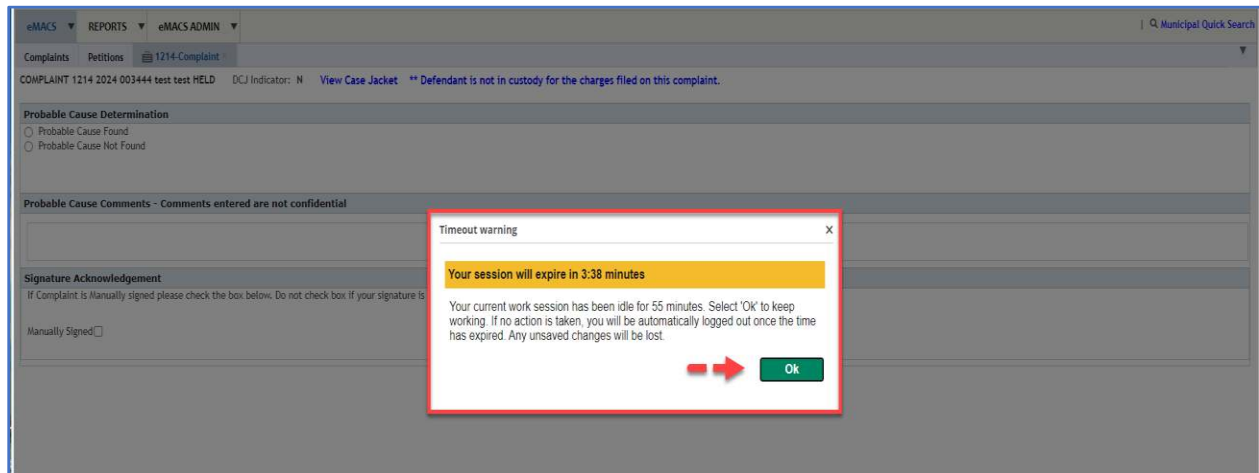 eMACS ▼ REPORTS ▼ eMACS ADMIN ▼ | Municipal Quick Search
Complaints Petitions 1214-Complaint ▼
COMPLAINT 1214 2024 003444 test test HELD DCJ Indicator: N View Case Jacket ** Defendant is not in custody for the charges filed on this complaint.
Probable Cause Determination
Probable Cause Found
Probable Cause Not Found
Probable Cause Comments - Comments entered are not confidential
Timeout warning x
Your session will expire in 3:38 minutes
Signature Acknowledgement
If Complaint is Manually signed please check the box below. Do not check box if your signature is
Your current work session has been idle for 55 minutes. Select 'Ok' to keep
working. If no action is taken, you will be automatically logged out once the time
has expired. Any unsaved changes will be lost.
Manually Signed
Ok